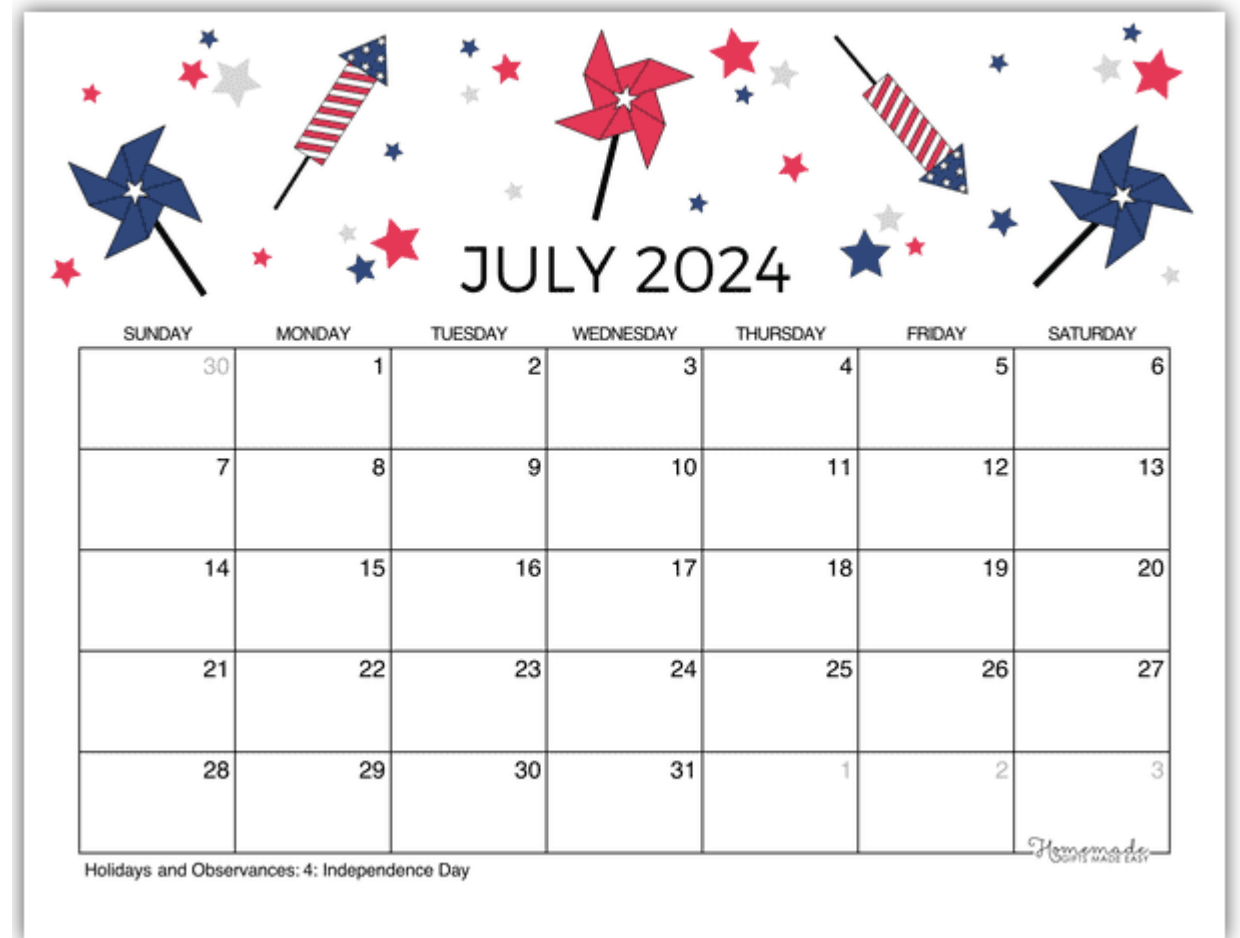 JULY 2024
SUNDAY MONDAY TUESDAY WEDNESDAY THURSDAY FRIDAY SATURDAY
30 1 2 3 4 5 6
7 8 9 10 11 12 13
14 15 16 17 18 19 20
21 22 23 24 25 26 27
28 29 30 31 1 2 3
Homemade
GIFTS MADE EASY
Holidays and Observances: 4: Independence Day